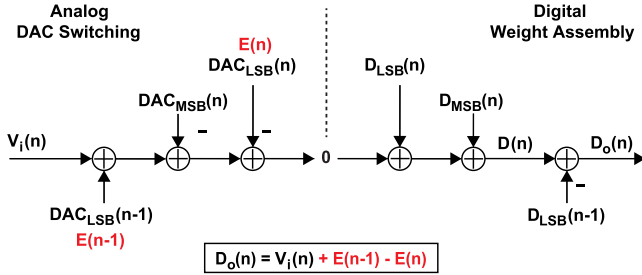 Analog
DAC Switching
Digital
Weight Assembly
E(n)
DAC_LSB(n)
DAC_MSB(n)
D_LSB(n)
D_MSB(n)
V_i(n)
–
–
0
D(n)
D_o(n)
–
DAC_LSB(n-1)
E(n-1)
D_LSB(n-1)
D_o(n) = V_i(n) + E(n-1) - E(n)